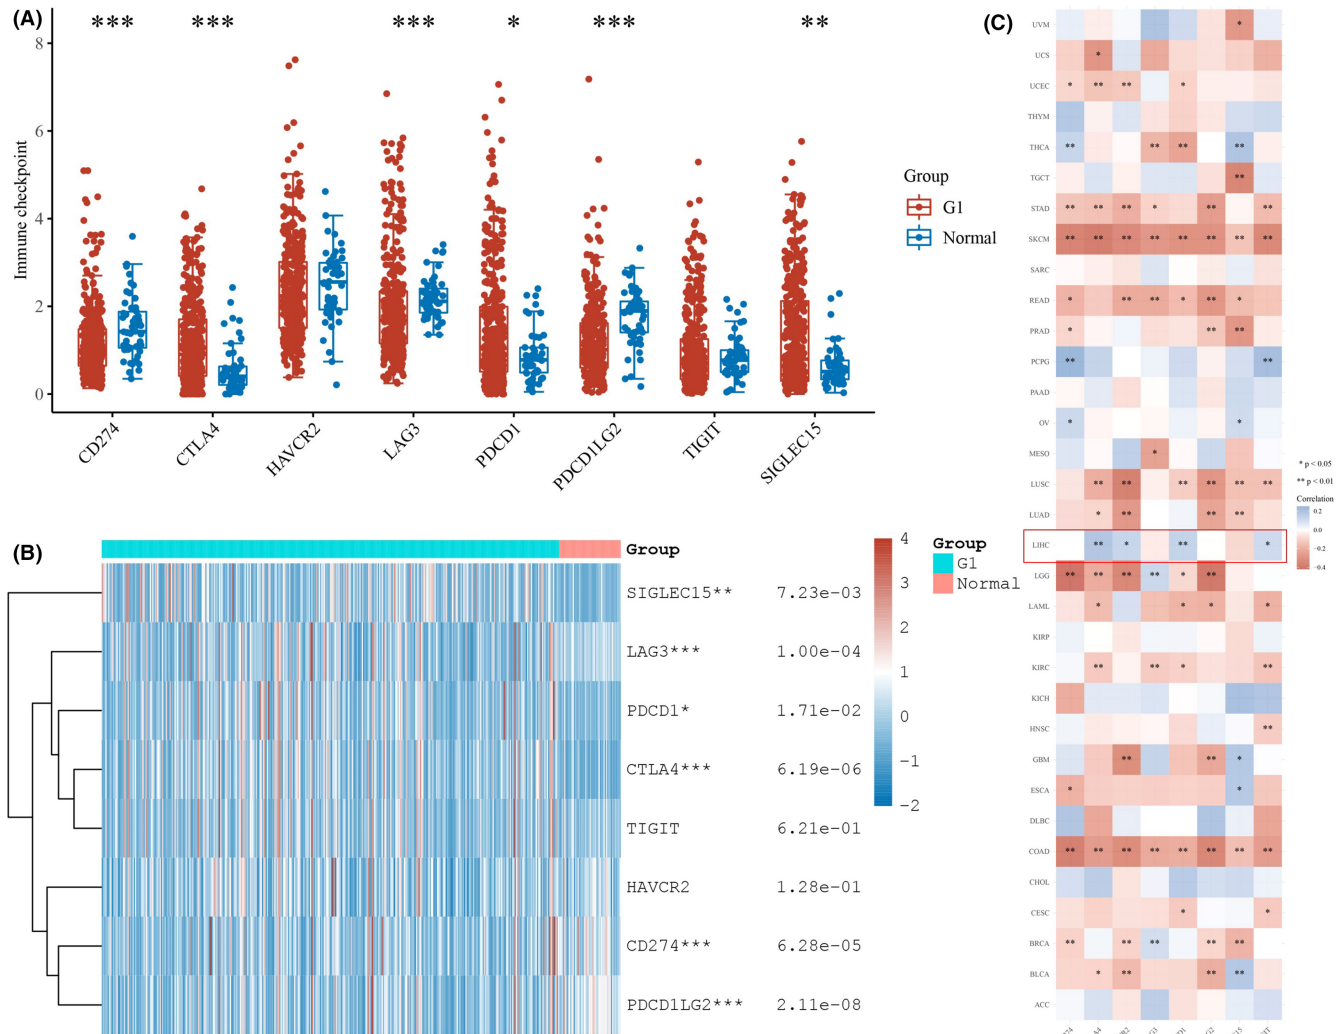 (A)
*** *** *** * *** **
Immune checkpoint
8
6
4
2
0
CD274
CTLA4
HAVCR2
LAG3
PDCD1
PDCD1LG2
TIGIT
SIGLEC15
Group
G1
Normal
(B)
Group
SIGLEC15** 7.23e-03
LAG3*** 1.00e-04
PDCD1* 1.71e-02
CTLA4*** 6.19e-06
TIGIT 6.21e-01
HAVCR2 1.28e-01
CD274*** 6.28e-05
PDCD1LG2*** 2.11e-08
4
3
2
1
0
−1
−2
Group
G1
Normal
(C)
UVM *
UCS *
UCEC * ** ** *
THYM
THCA ** ** ** **
TGCT **
STAD ** ** ** * ** **
SKCM ** ** ** ** ** ** ** **
SARC
READ * ** ** * ** *
PRAD * ** **
PCPG ** **
PAAD
OV * *
MESO *
LUSC ** ** ** ** ** **
LUAD * ** ** **
LIHC ** * ** *
LGG ** ** ** ** * **
LAML * * * *
KIRP
KIRC ** ** * **
KICH
HNSC **
GBM ** ** *
ESCA * *
DLBC
COAD ** ** ** ** ** ** ** **
CHOL
CESC * *
BRCA ** ** ** ** **
BLCA * ** ** **
ACC
* p < 0.05
** p < 0.01
Correlation
0.2
0.0
−0.2
−0.4